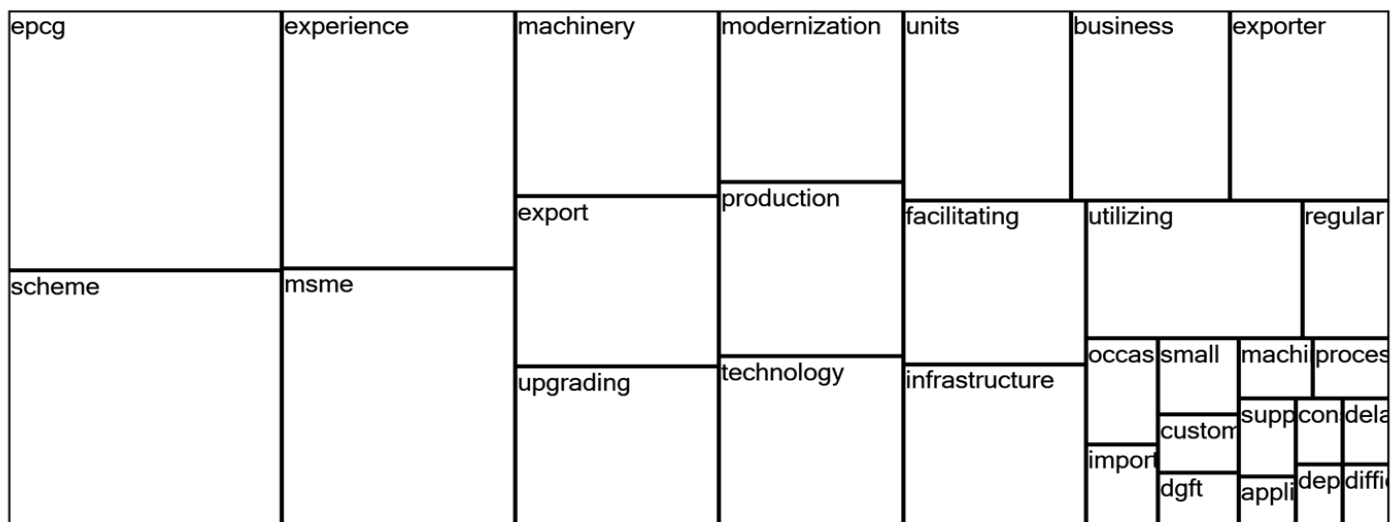 epcg experience machinery modernization units business exporter
production
export facilitating utilizing regular
scheme msme
occas small machi proces
upgrading technology infrastructure
supp con dela
custom
import
dgft appli dep diffi